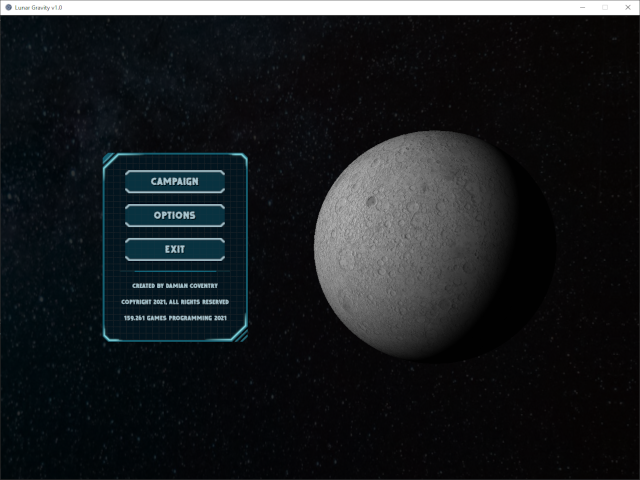 Lunar Gravity v1.0
CAMPAIGN
OPTIONS
EXIT
CREATED BY DAMIAN COVENTRY
COPYRIGHT 2021, ALL RIGHTS RESERVED
159.261 GAMES PROGRAMMING 2021